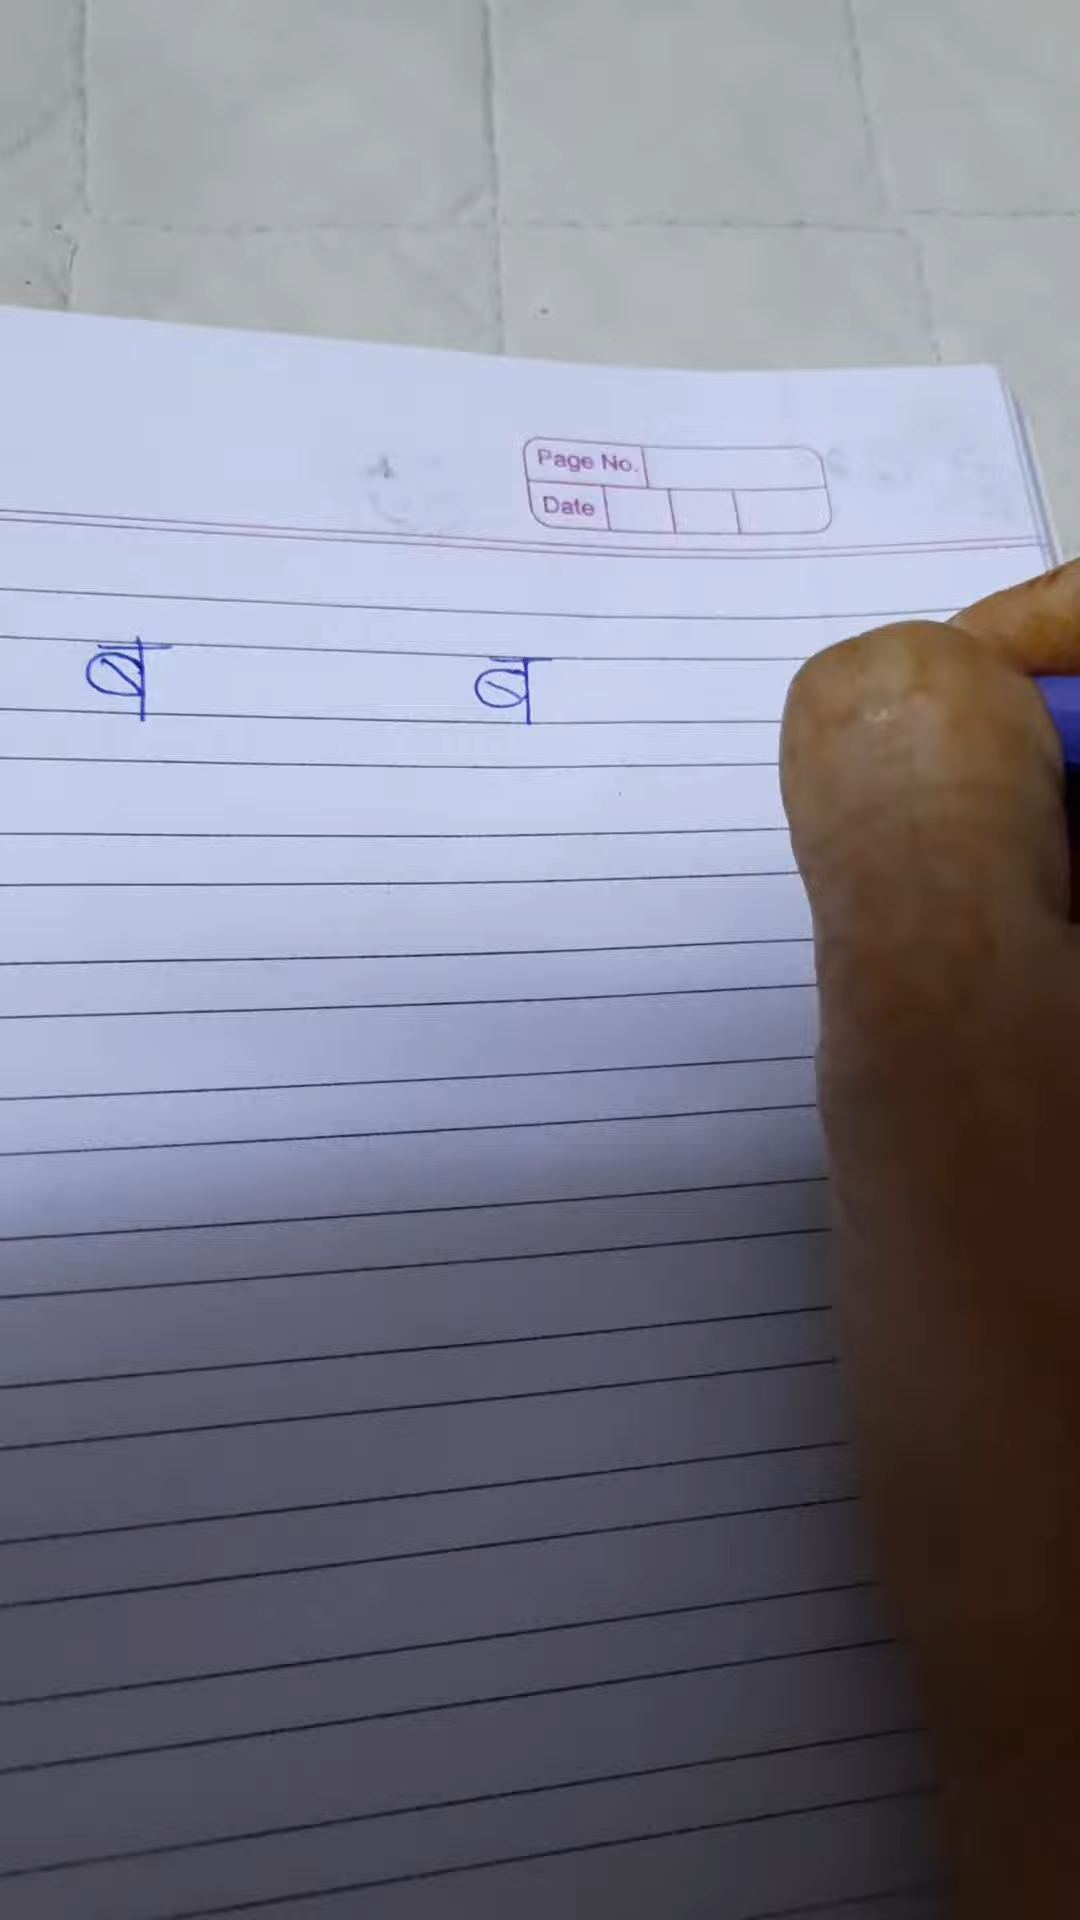 Page No.
Date
ब ब